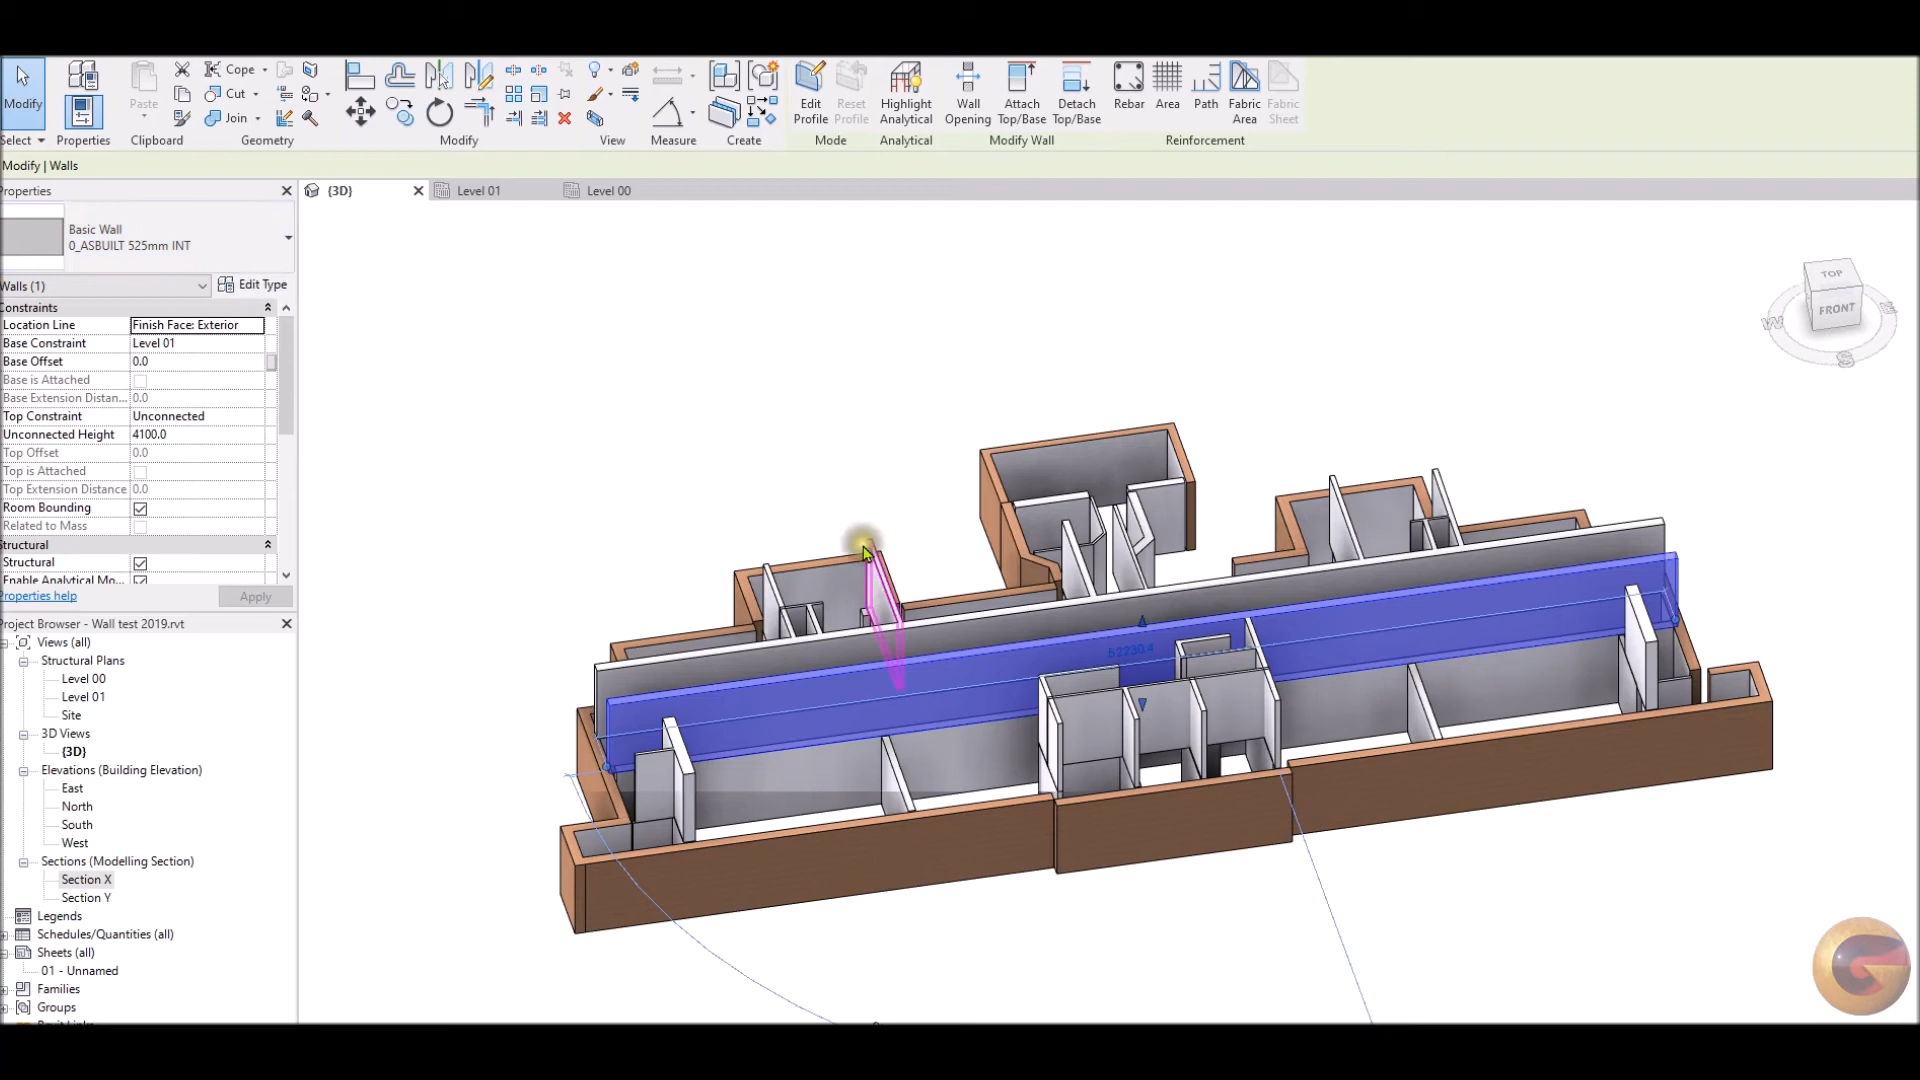 Modify
Select
Properties
Paste
Clipboard
Cope
Cut
Join
Geometry
Modify
View
Measure
Create
Edit
Profile
Reset
Profile
Mode
Highlight
Analytical
Analytical
Wall
Opening
Attach
Top/Base
Detach
Top/Base
Modify Wall
Rebar
Area
Path
Fabric
Area
Fabric
Sheet
Reinforcement
Modify | Walls
Properties
{3D}
Level 01
Level 00
Basic Wall
0_ASBUILT 525mm INT
Walls (1)
Edit Type
Constraints
Location Line Finish Face: Exterior
Base Constraint Level 01
Base Offset 0.0
Base is Attached
Base Extension Distan... 0.0
Top Constraint Unconnected
Unconnected Height 4100.0
Top Offset 0.0
Top is Attached
Top Extension Distance 0.0
Room Bounding
Related to Mass
Structural
Structural
Enable Analytical Mo...
Properties help
Apply
Project Browser - Wall test 2019.rvt
Views (all)
Structural Plans
Level 00
Level 01
Site
3D Views
{3D}
Elevations (Building Elevation)
East
North
South
West
Sections (Modelling Section)
Section X
Section Y
Legends
Schedules/Quantities (all)
Sheets (all)
01 - Unnamed
Families
Groups
TOP
FRONT
W
S
E
52230.4